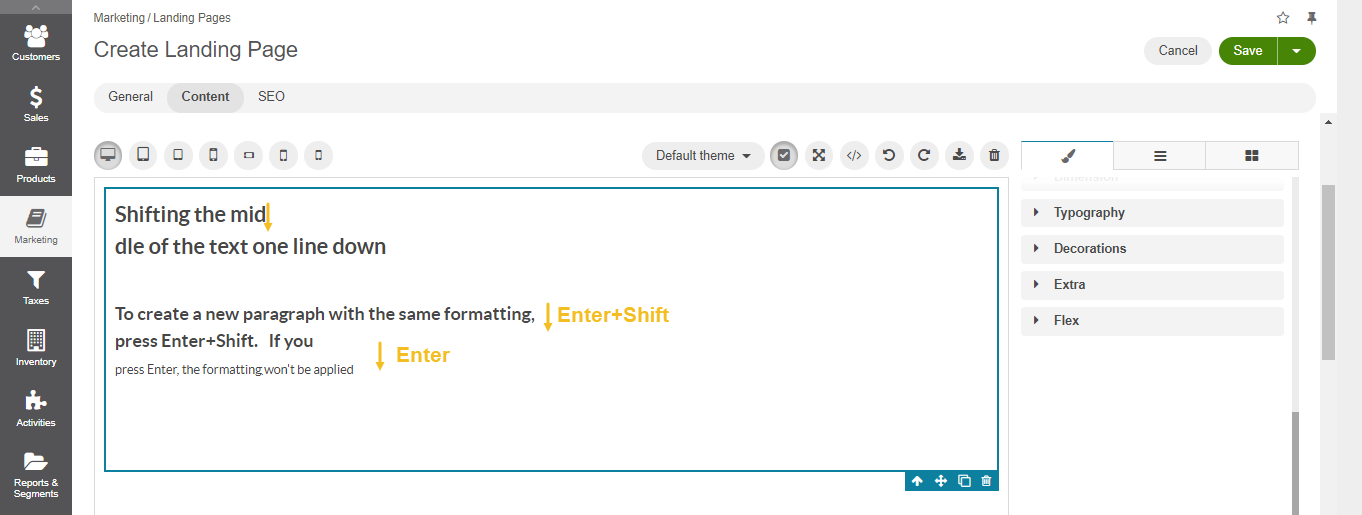 Marketing / Landing Pages
Create Landing Page
Cancel
Save
General
Content
SEO
Customers
Sales
Products
Marketing
Taxes
Inventory
Activities
Reports &
Segments
Default theme
Shifting the mid
dle of the text one line down
To create a new paragraph with the same formatting,
Enter+Shift
press Enter+Shift. If you
Enter
press Enter, the formatting won't be applied
Dimension
Typography
Decorations
Extra
Flex